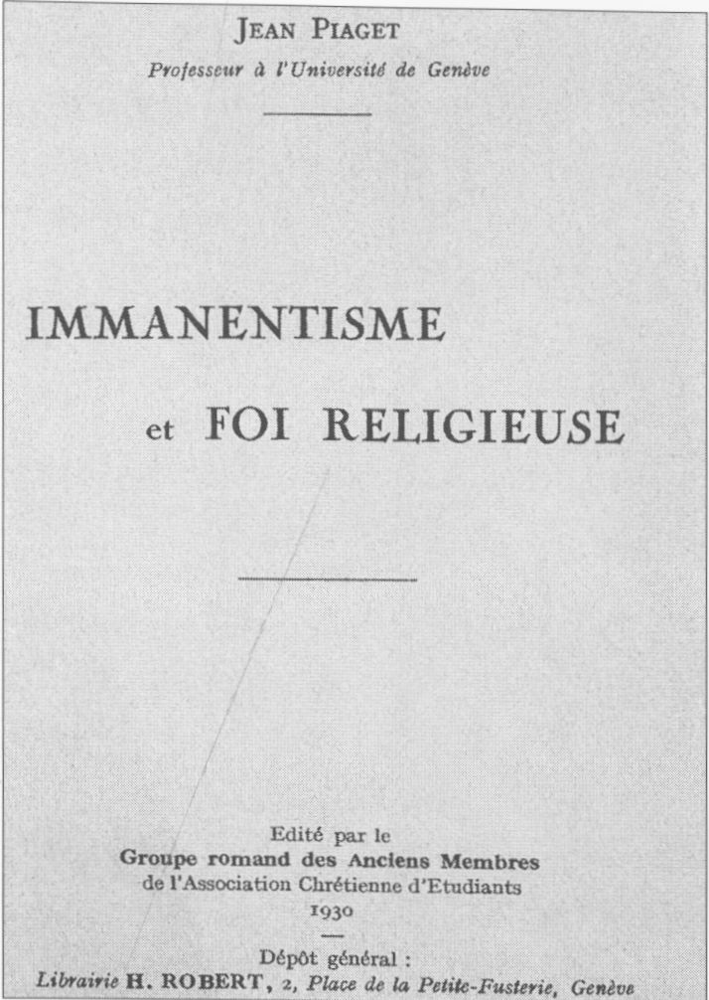 JEAN PIAGET
Professeur à l'Université de Genève
IMMANENTISME
et FOI RELIGIEUSE
Edité par le
Groupe romand des Anciens Membres
de l'Association Chrétienne d'Etudiants
1930
Dépôt général :
Librairie H. ROBERT, 2, Place de la Petite-Fusterie, Genève